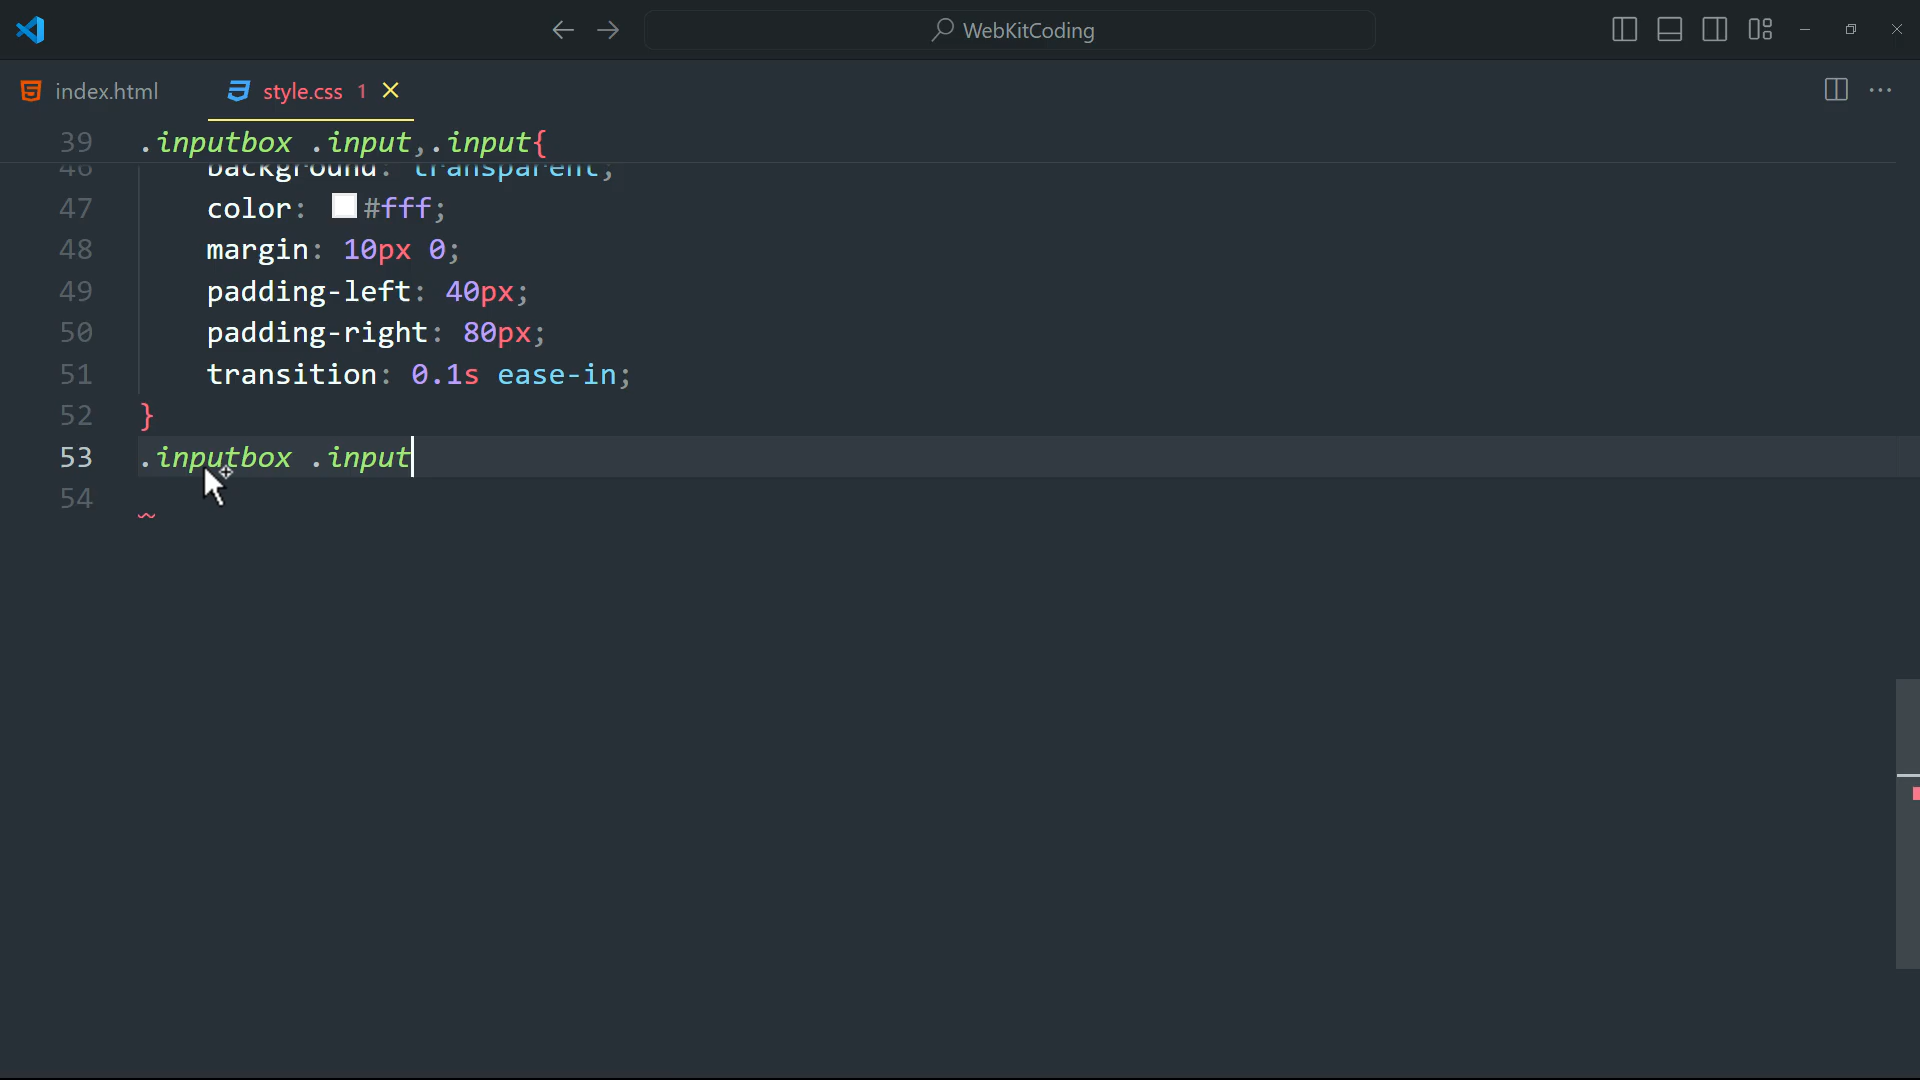 WebKitCoding
index.html
style.css 1
39 .inputbox .input,.input{
46 background: transparent;
47 color: #fff;
48 margin: 10px 0;
49 padding-left: 40px;
50 padding-right: 80px;
51 transition: 0.1s ease-in;
52 }
53 .inputbox .input
54